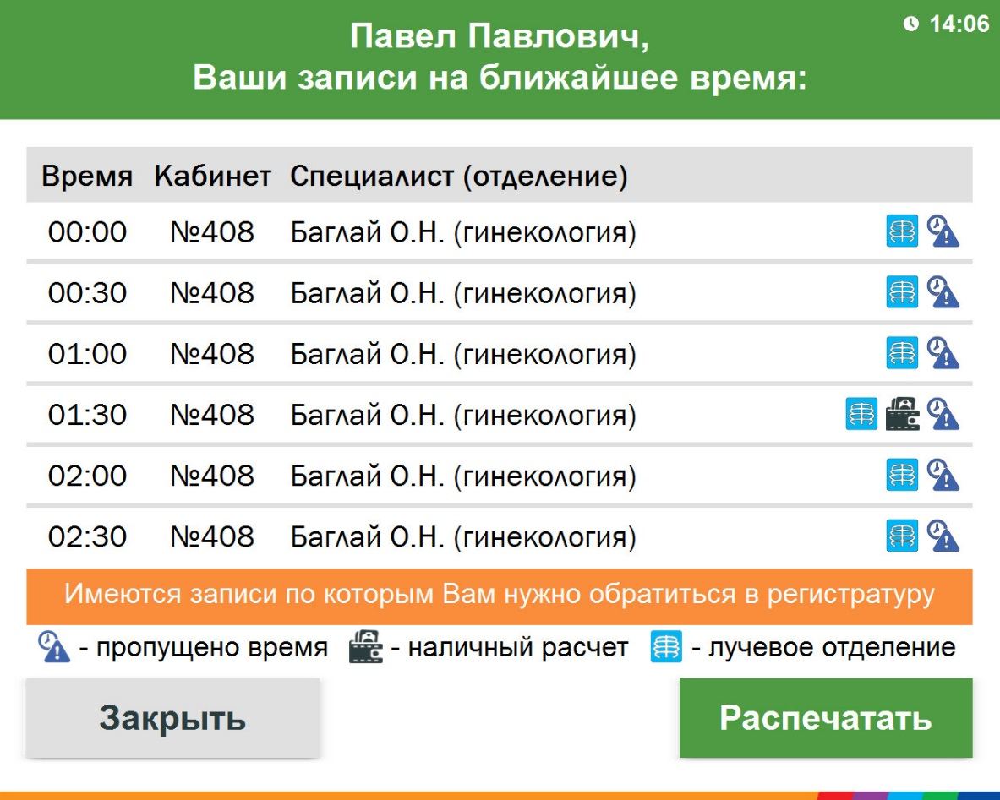 14:06
Павел Павлович,
Ваши записи на ближайшее время:
Время Кабинет Специалист (отделение)
00:00 №408 Баглай О.Н. (гинекология)
00:30 №408 Баглай О.Н. (гинекология)
01:00 №408 Баглай О.Н. (гинекология)
01:30 №408 Баглай О.Н. (гинекология)
02:00 №408 Баглай О.Н. (гинекология)
02:30 №408 Баглай О.Н. (гинекология)
Имеются записи по которым Вам нужно обратиться в регистратуру
- пропущено время - наличный расчет - лучевое отделение
Закрыть Распечатать